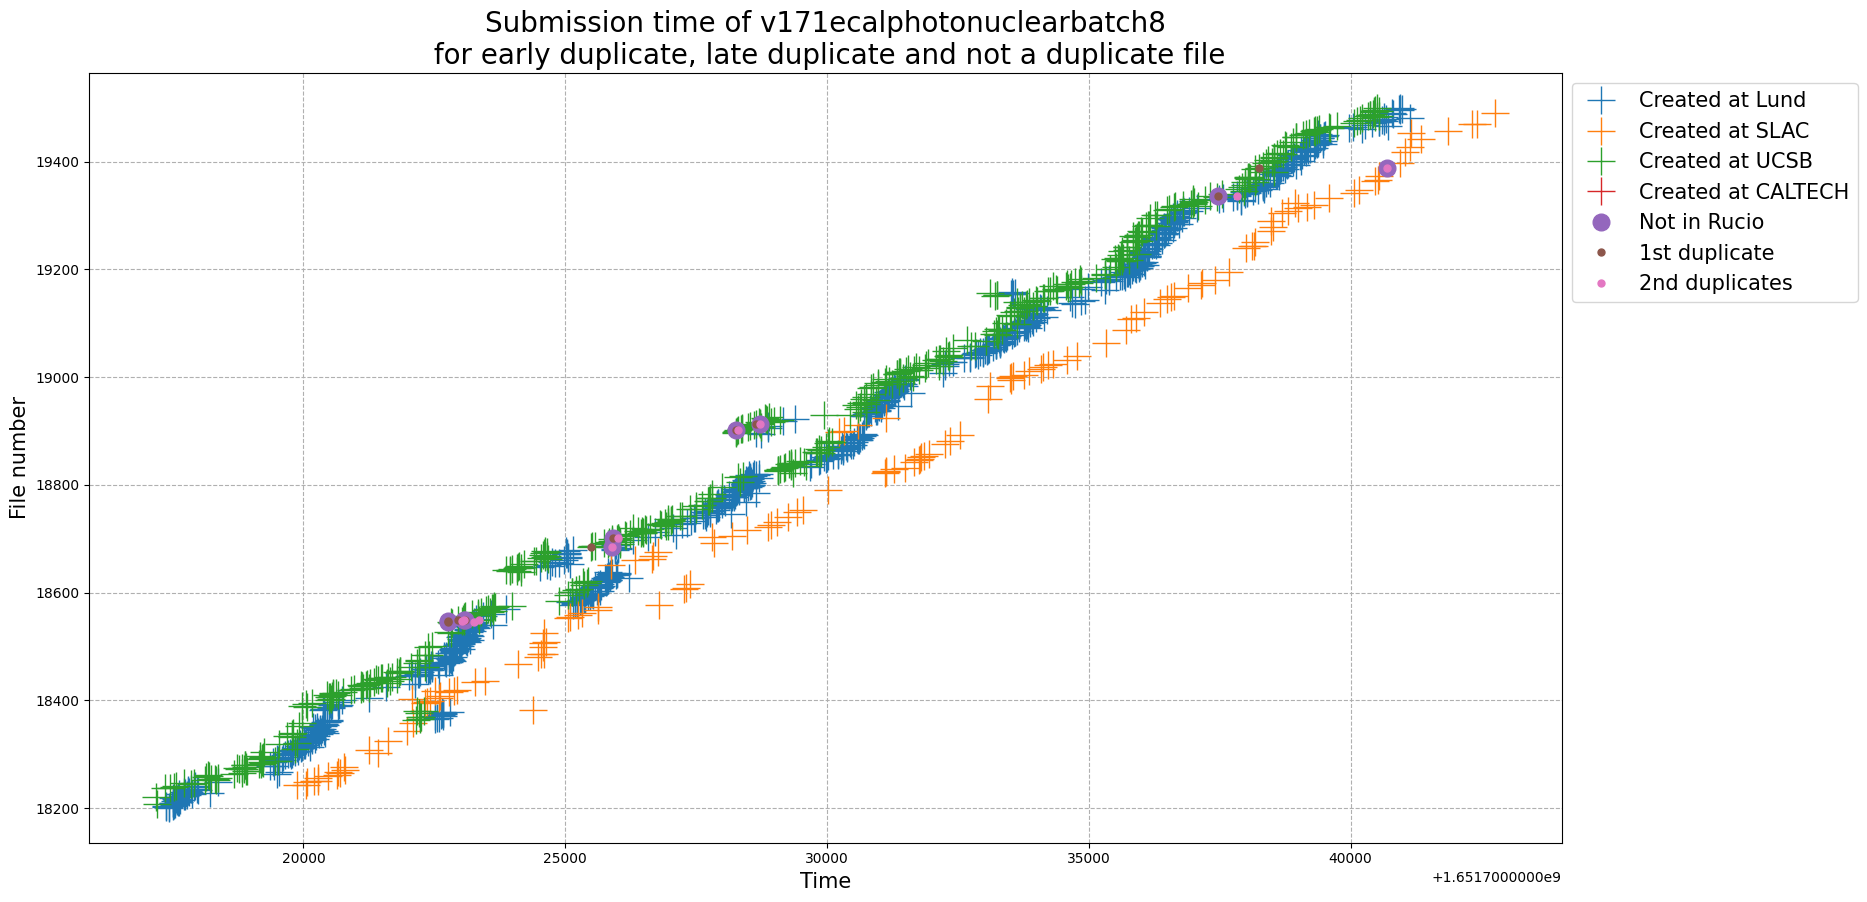 Submission time of v171ecalphotonuclearbatch8
for early duplicate, late duplicate and not a duplicate file
File number
19400
19200
19000
18800
18600
18400
18200
20000
25000
30000
35000
40000
+1.6517000000e9
Time
Created at Lund
Created at SLAC
Created at UCSB
Created at CALTECH
Not in Rucio
1st duplicate
2nd duplicates